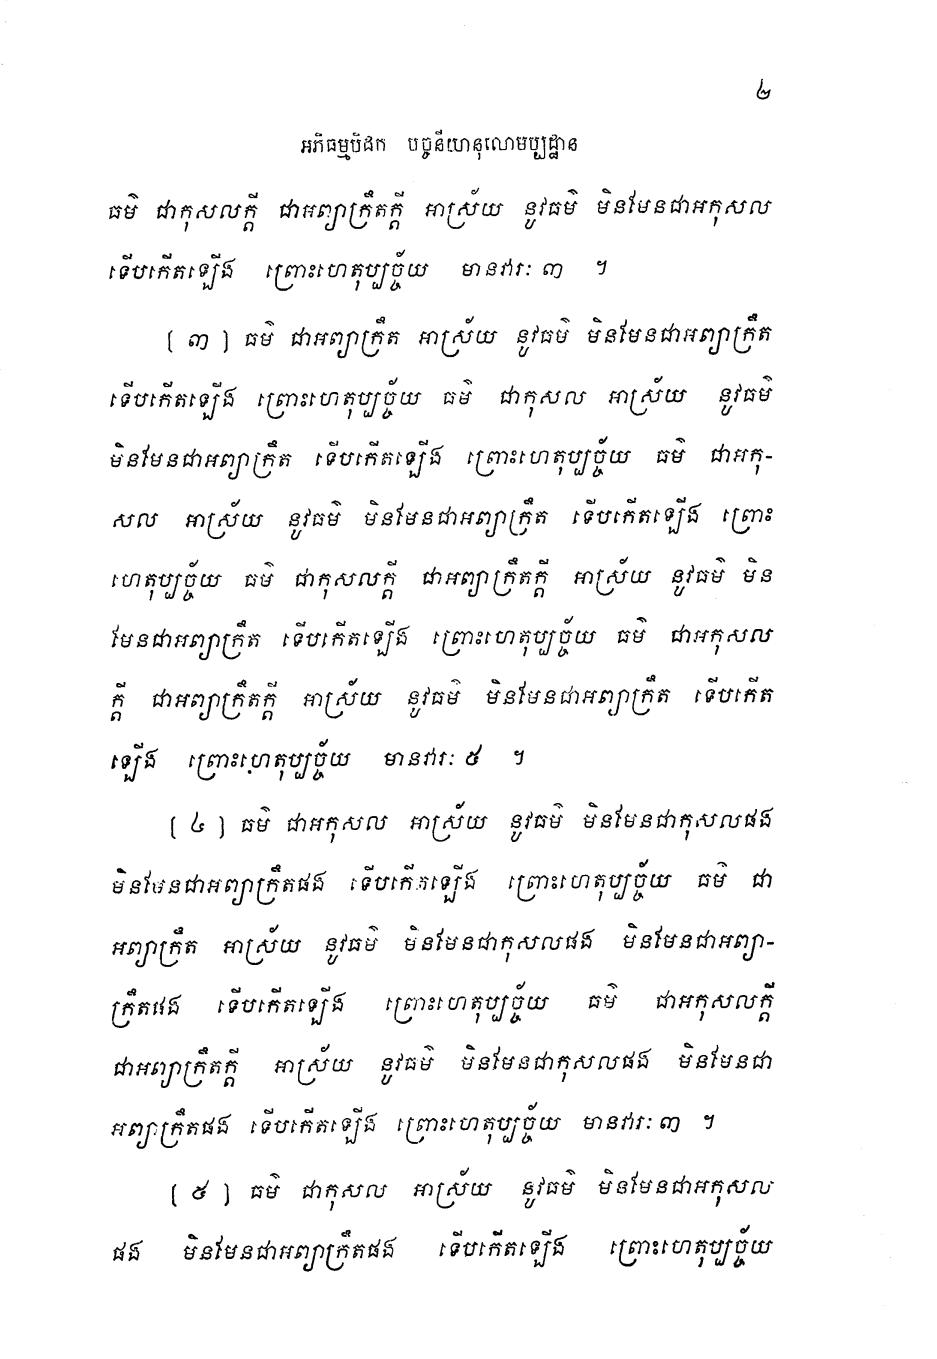 ២
អភិធម្មបិដក បច្ចនីយានុលោមប្បដ្ឋាន
ធម៌ ជាកុសលក្តី ជាអព្យាក្រឹតក្តី អាស្រ័យ នូវធម៌ មិនមែនជាអកុសល
ទើបកើតឡើង ព្រោះហេតុប្បច្ច័យ មានវារៈ ៣ ។
[ ៣ ] ធម៌ ជាអព្យាក្រឹត អាស្រ័យ នូវធម៌ មិនមែនជាអព្យាក្រឹត
ទើបកើតឡើង ព្រោះហេតុប្បច្ច័យ ធម៌ ជាកុសល អាស្រ័យ នូវធម៌
មិនមែនជាអព្យាក្រឹត ទើបកើតឡើង ព្រោះហេតុប្បច្ច័យ ធម៌ ជាអកុ-
សល អាស្រ័យ នូវធម៌ មិនមែនជាអព្យាក្រឹត ទើបកើតឡើង ព្រោះ
ហេតុប្បច្ច័យ ធម៌ ជាកុសលក្តី ជាអព្យាក្រឹតក្តី អាស្រ័យ នូវធម៌ មិន
មែនជាអព្យាក្រឹត ទើបកើតឡើង ព្រោះហេតុប្បច្ច័យ ធម៌ ជាអកុសល
ក្តី ជាអព្យាក្រឹតក្តី អាស្រ័យ នូវធម៌ មិនមែនជាអព្យាក្រឹត ទើបកើត
ឡើង ព្រោះហេតុប្បច្ច័យ មានវារៈ ៥ ។
[ ៤ ] ធម៌ ជាអកុសល អាស្រ័យ នូវធម៌ មិនមែនជាកុសលផង
មិនមែនជាអព្យាក្រឹតផង ទើបកើតឡើង ព្រោះហេតុប្បច្ច័យ ធម៌ ជា
អព្យាក្រឹត អាស្រ័យ នូវធម៌ មិនមែនជាកុសលផង មិនមែនជាអព្យា-
ក្រឹតផង ទើបកើតឡើង ព្រោះហេតុប្បច្ច័យ ធម៌ ជាអកុសលក្តី
ជាអព្យាក្រឹតក្តី អាស្រ័យ នូវធម៌ មិនមែនជាកុសលផង មិនមែនជា
អព្យាក្រឹតផង ទើបកើតឡើង ព្រោះហេតុប្បច្ច័យ មានវារៈ ៣ ។
[ ៥ ] ធម៌ ជាកុសល អាស្រ័យ នូវធម៌ មិនមែនជាអកុសល
ផង មិនមែនជាអព្យាក្រឹតផង ទើបកើតឡើង ព្រោះហេតុប្បច្ច័យ